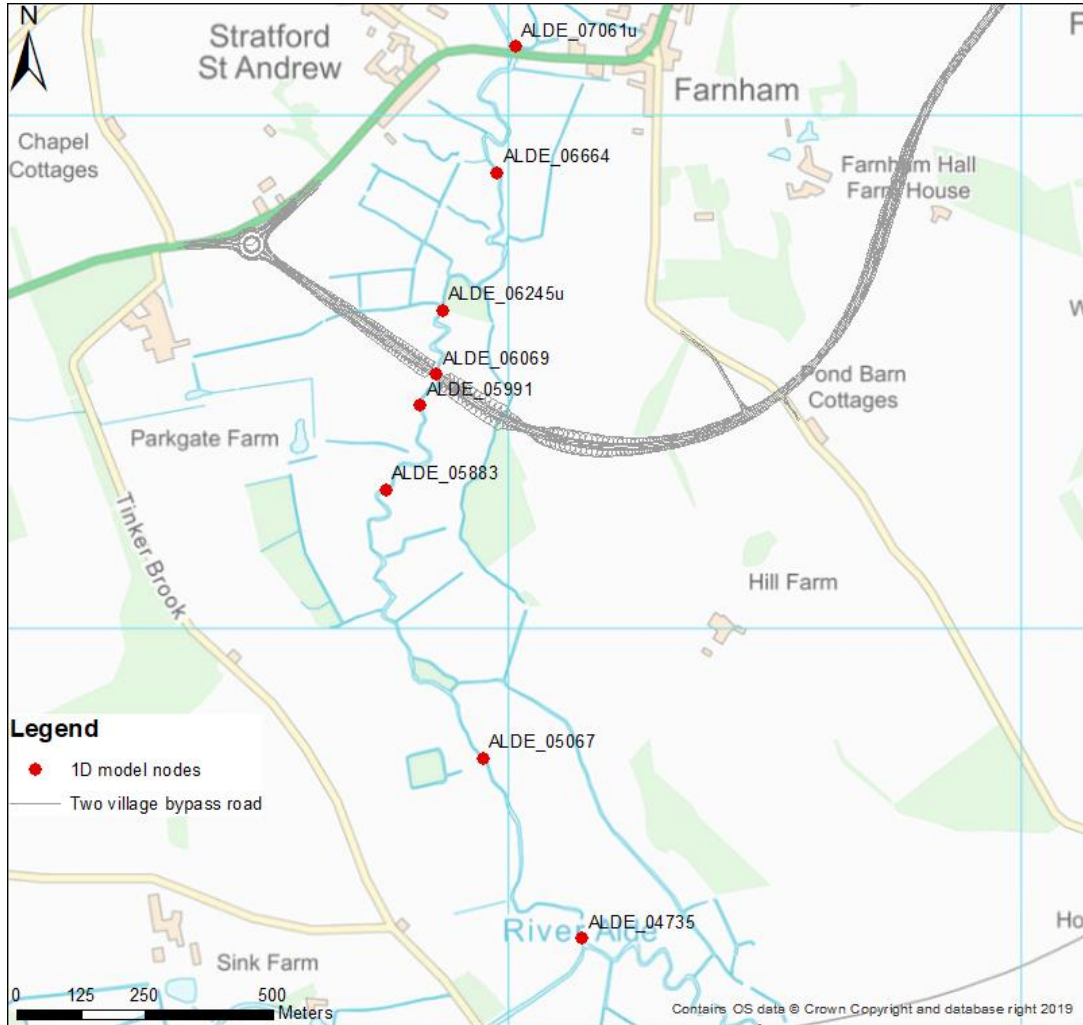 N
ALDE_07061u
Stratford
St Andrew
F
Farnham
Chapel
Cottages
ALDE_06664
Farnham Hall
Farm House
ALDE_06245u
W
ALDE_06069
Pond Barn
Cottages
ALDE_05991
Parkgate Farm
ALDE_05883
Tinker Brook
Hill Farm
Legend
1D model nodes
Two village bypass road
ALDE_05067
ALDE_04735
River Alde
Ho
Sink Farm
0 125 250 500
Meters
Contains OS data © Crown Copyright and database right 2019